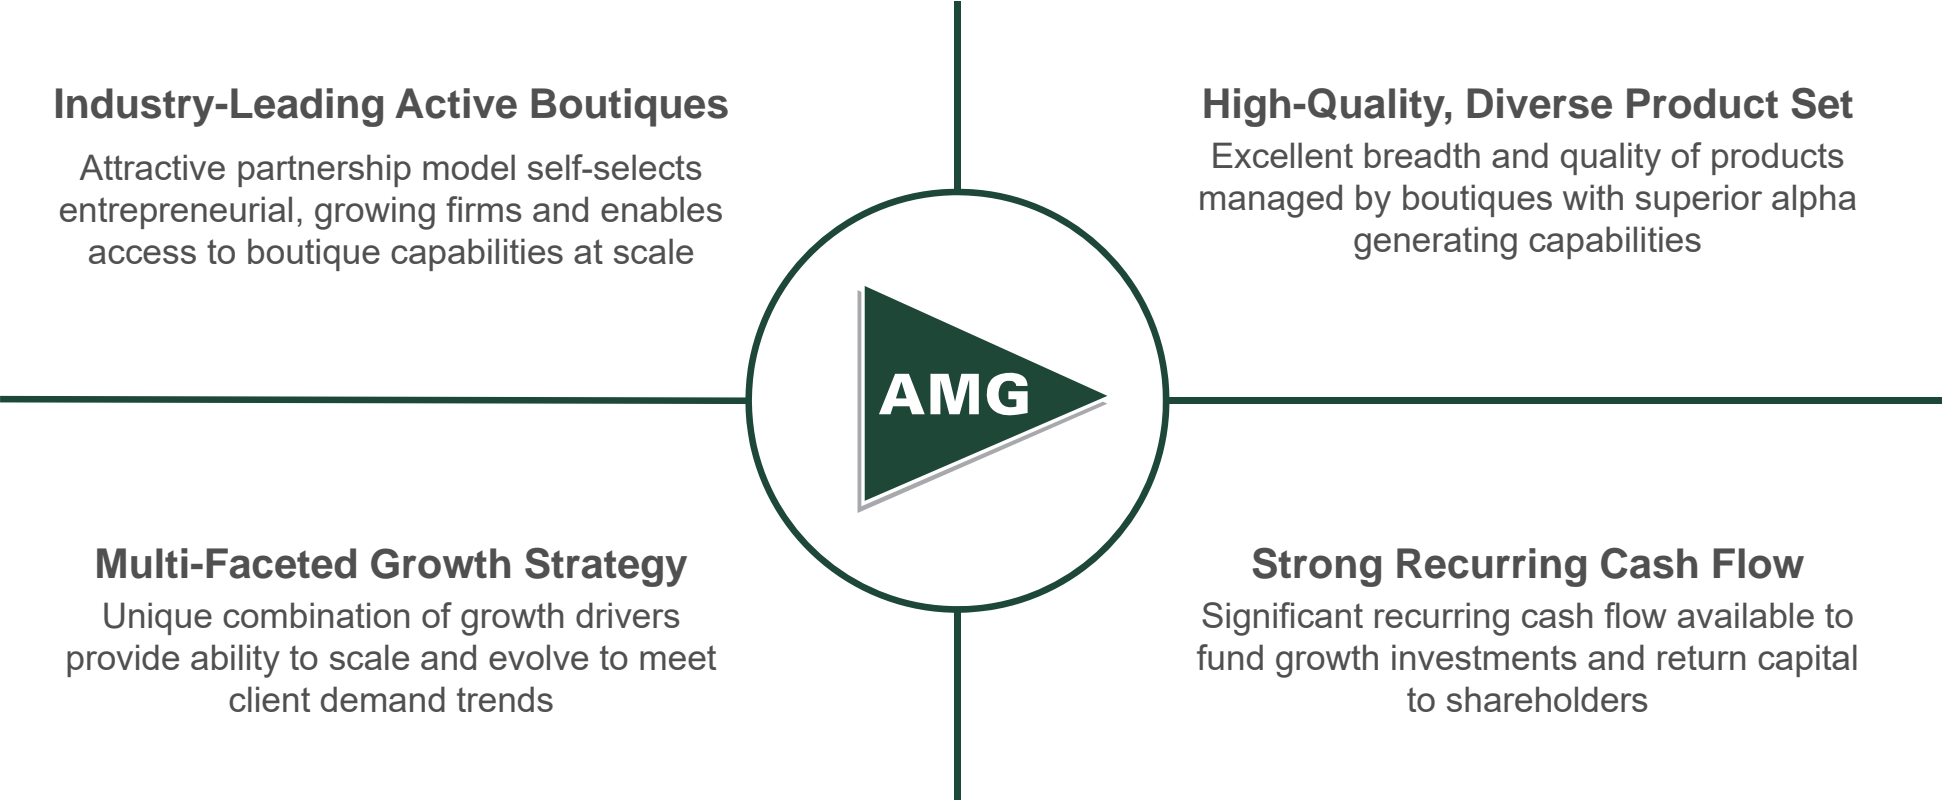 Industry-Leading Active Boutiques
Attractive partnership model self-selects
entrepreneurial, growing firms and enables
access to boutique capabilities at scale
High-Quality, Diverse Product Set
Excellent breadth and quality of products
managed by boutiques with superior alpha
generating capabilities
AMG
Multi-Faceted Growth Strategy
Unique combination of growth drivers
provide ability to scale and evolve to meet
client demand trends
Strong Recurring Cash Flow
Significant recurring cash flow available to
fund growth investments and return capital
to shareholders